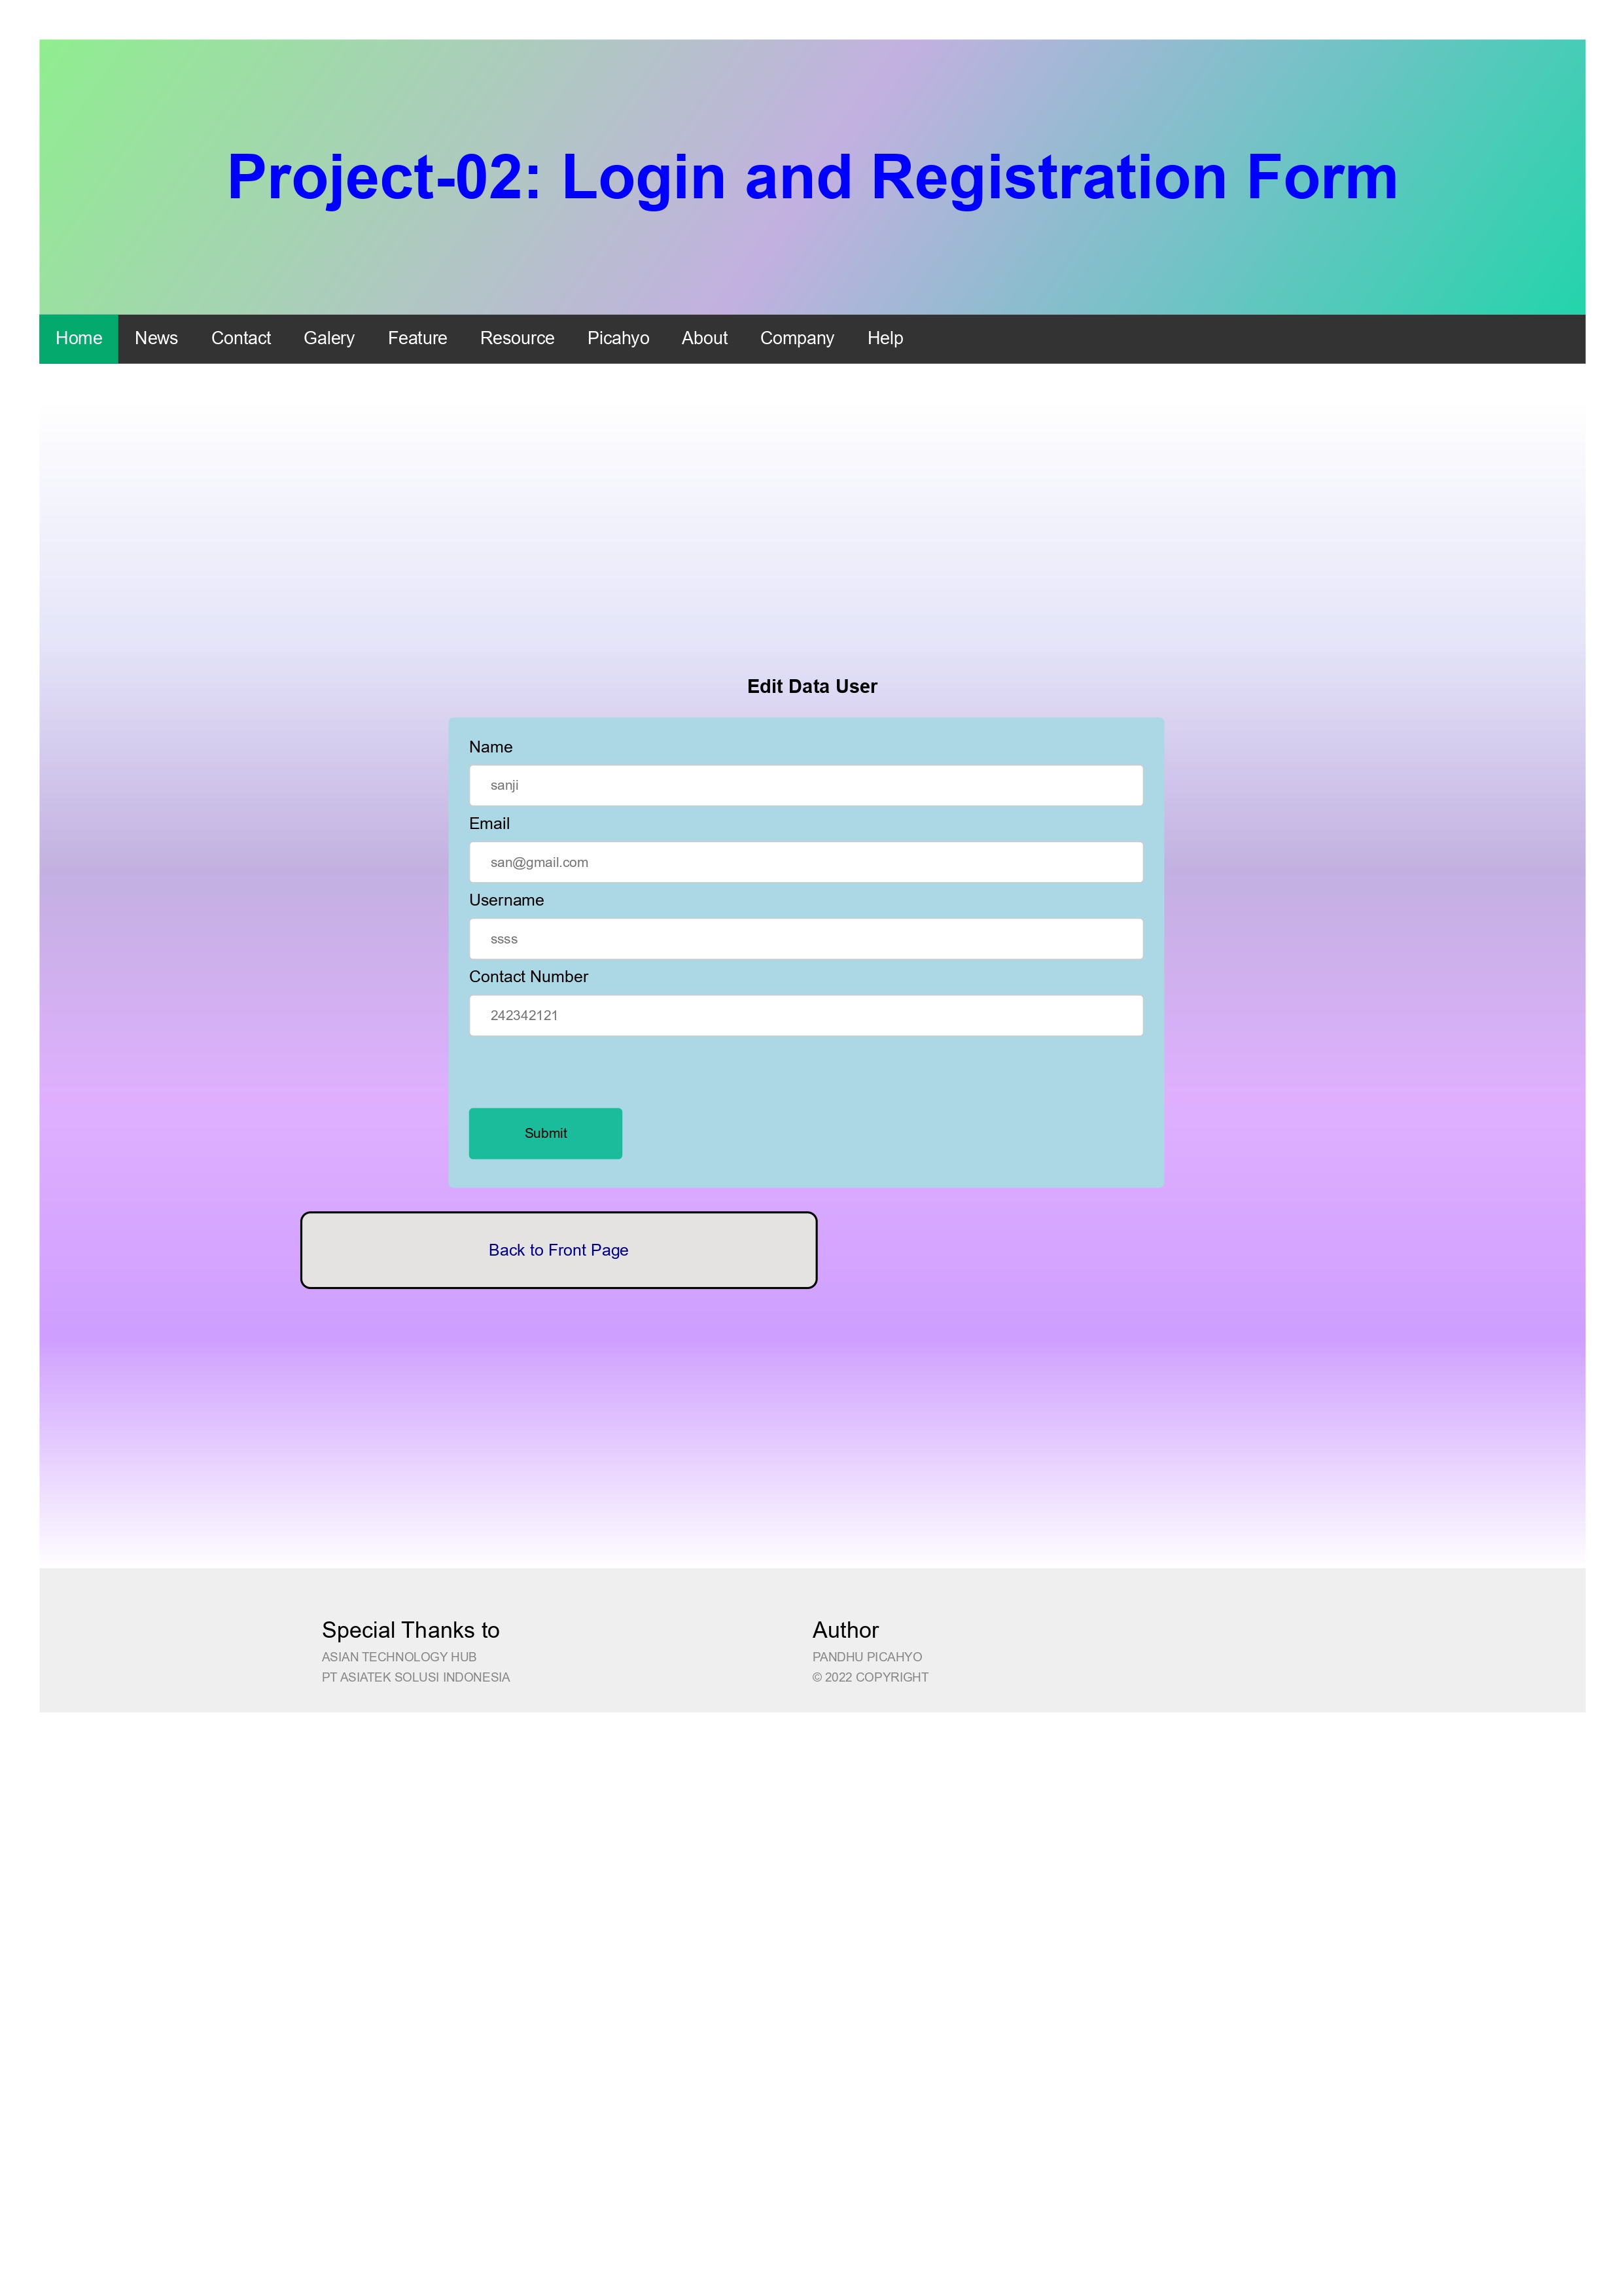 Project-02: Login and Registration Form
Home News Contact Galery Feature Resource Picahyo About Company Help
Edit Data User
Name
sanji
Email
san@gmail.com
Username
ssss
Contact Number
242342121
Submit
Back to Front Page
Special Thanks to
ASIAN TECHNOLOGY HUB
PT ASIATEK SOLUSI INDONESIA
Author
PANDHU PICAHYO
© 2022 COPYRIGHT